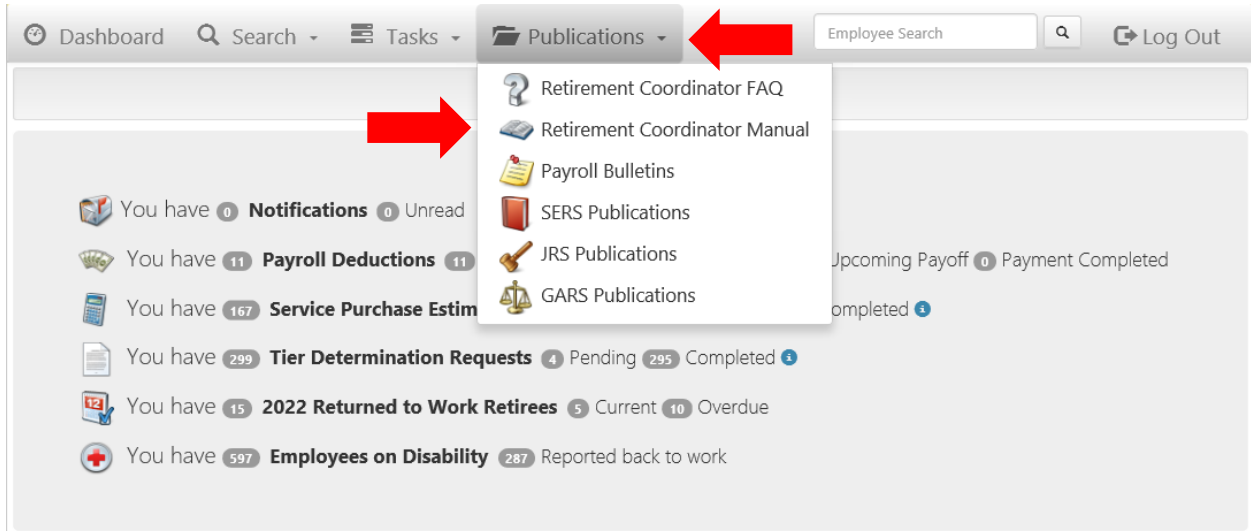 Dashboard Search Tasks Publications Employee Search Log Out
Retirement Coordinator FAQ
Retirement Coordinator Manual
Payroll Bulletins
SERS Publications
JRS Publications
GARS Publications
You have 0 Notifications 0 Unread
You have 11 Payroll Deductions 11 Upcoming Payoff 0 Payment Completed
You have 167 Service Purchase Estim ompleted
You have 299 Tier Determination Requests 4 Pending 295 Completed
You have 15 2022 Returned to Work Retirees 5 Current 10 Overdue
You have 597 Employees on Disability 287 Reported back to work